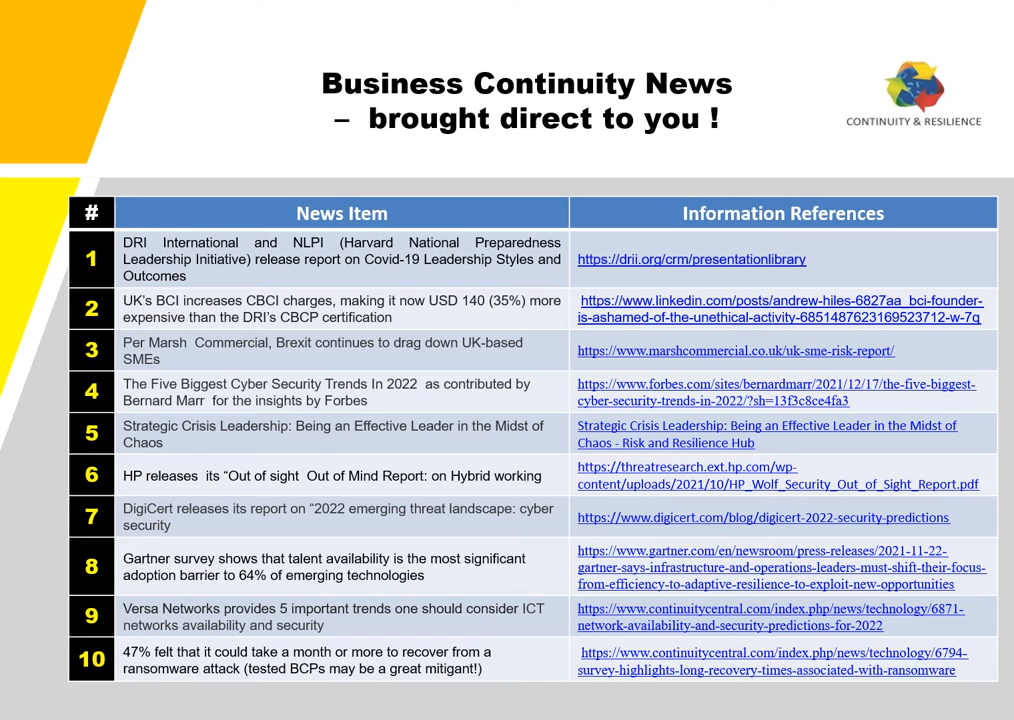 Business Continuity News
– brought direct to you !
CONTINUITY & RESILIENCE
# News Item Information References
1 DRI International and NLPI (Harvard National Preparedness
Leadership Initiative) release report on Covid-19 Leadership Styles and
Outcomes
https://drii.org/crm/presentationlibrary
2 UK's BCI increases CBCI charges, making it now USD 140 (35%) more
expensive than the DRI's CBCP certification
https://www.linkedin.com/posts/andrew-hiles-6827aa_bci-founder-
is-ashamed-of-the-unethical-activity-6851487623169523712-w-7q
3 Per Marsh Commercial, Brexit continues to drag down UK-based
SMEs
https://www.marshcommercial.co.uk/uk-sme-risk-report/
4 The Five Biggest Cyber Security Trends In 2022 as contributed by
Bernard Marr for the insights by Forbes
https://www.forbes.com/sites/bernardmarr/2021/12/17/the-five-biggest-
cyber-security-trends-in-2022/?sh=13f3c8ce4fa3
5 Strategic Crisis Leadership: Being an Effective Leader in the Midst of
Chaos
Strategic Crisis Leadership: Being an Effective Leader in the Midst of
Chaos - Risk and Resilience Hub
6 HP releases its “Out of sight Out of Mind Report: on Hybrid working
https://threatresearch.ext.hp.com/wp-
content/uploads/2021/10/HP_Wolf_Security_Out_of_Sight_Report.pdf
7 DigiCert releases its report on “2022 emerging threat landscape: cyber
security
https://www.digicert.com/blog/digicert-2022-security-predictions
8 Gartner survey shows that talent availability is the most significant
adoption barrier to 64% of emerging technologies
https://www.gartner.com/en/newsroom/press-releases/2021-11-22-
gartner-says-infrastructure-and-operations-leaders-must-shift-their-focus-
from-efficiency-to-adaptive-resilience-to-exploit-new-opportunities
9 Versa Networks provides 5 important trends one should consider ICT
networks availability and security
https://www.continuitycentral.com/index.php/news/technology/6871-
network-availability-and-security-predictions-for-2022
10 47% felt that it could take a month or more to recover from a
ransomware attack (tested BCPs may be a great mitigant!)
https://www.continuitycentral.com/index.php/news/technology/6794-
survey-highlights-long-recovery-times-associated-with-ransomware